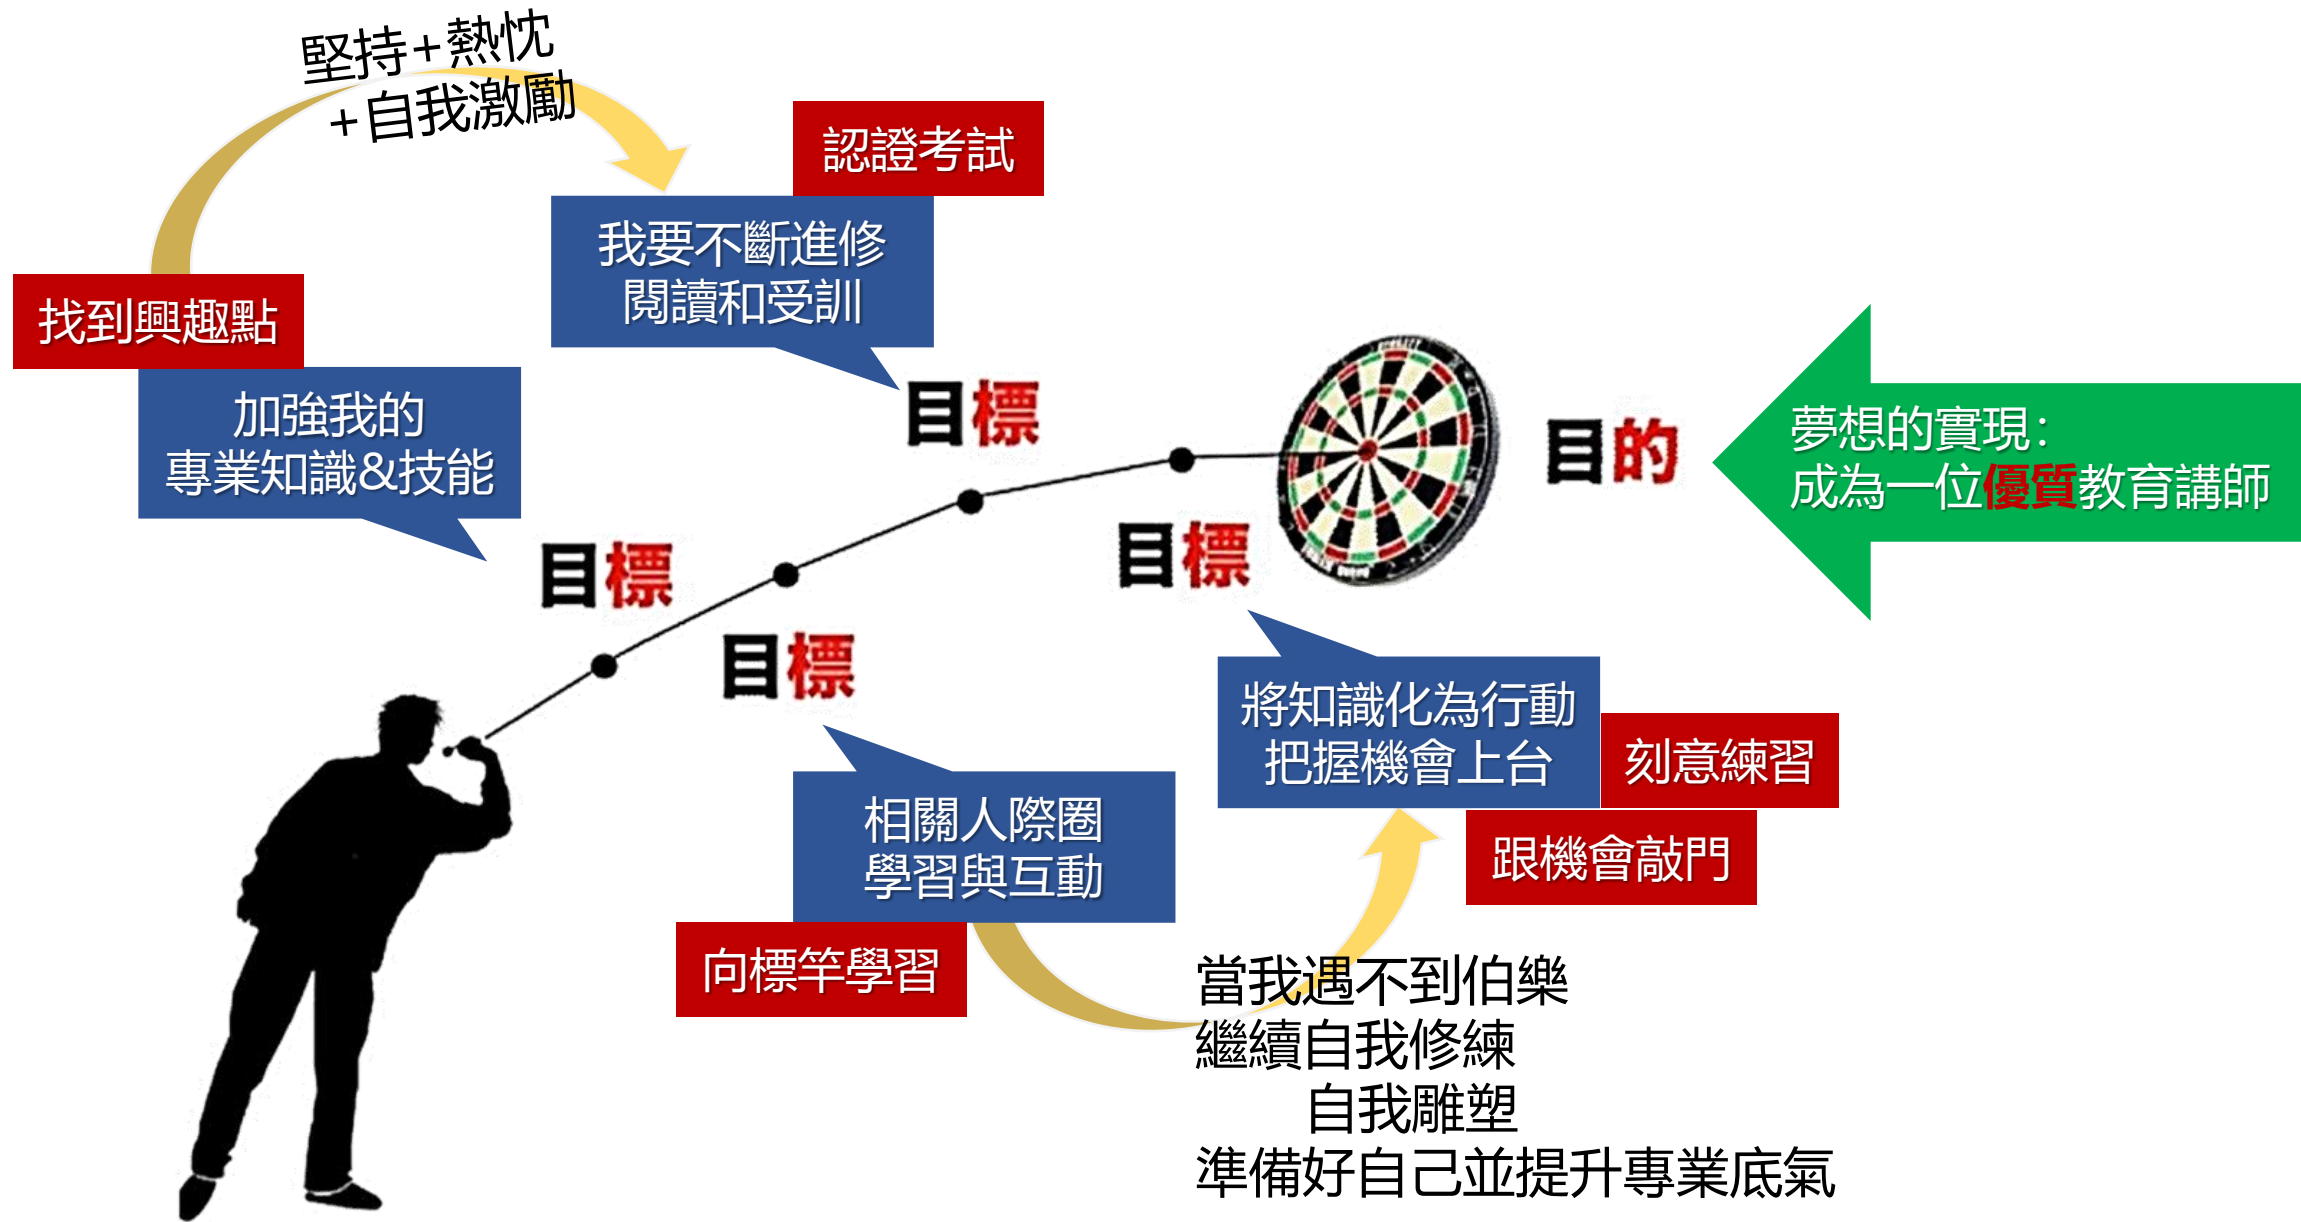 堅持+熱忱
+自我激勵
認證考試
我要不斷進修
閱讀和受訓
找到興趣點
加強我的
專業知識&技能
目標
目標
目標
目標
目的
夢想的實現：
成為一位優質教育講師
將知識化為行動
把握機會上台
刻意練習
跟機會敲門
相關人際圈
學習與互動
向標竿學習
當我遇不到伯樂
繼續自我修練
自我雕塑
準備好自己並提升專業底氣